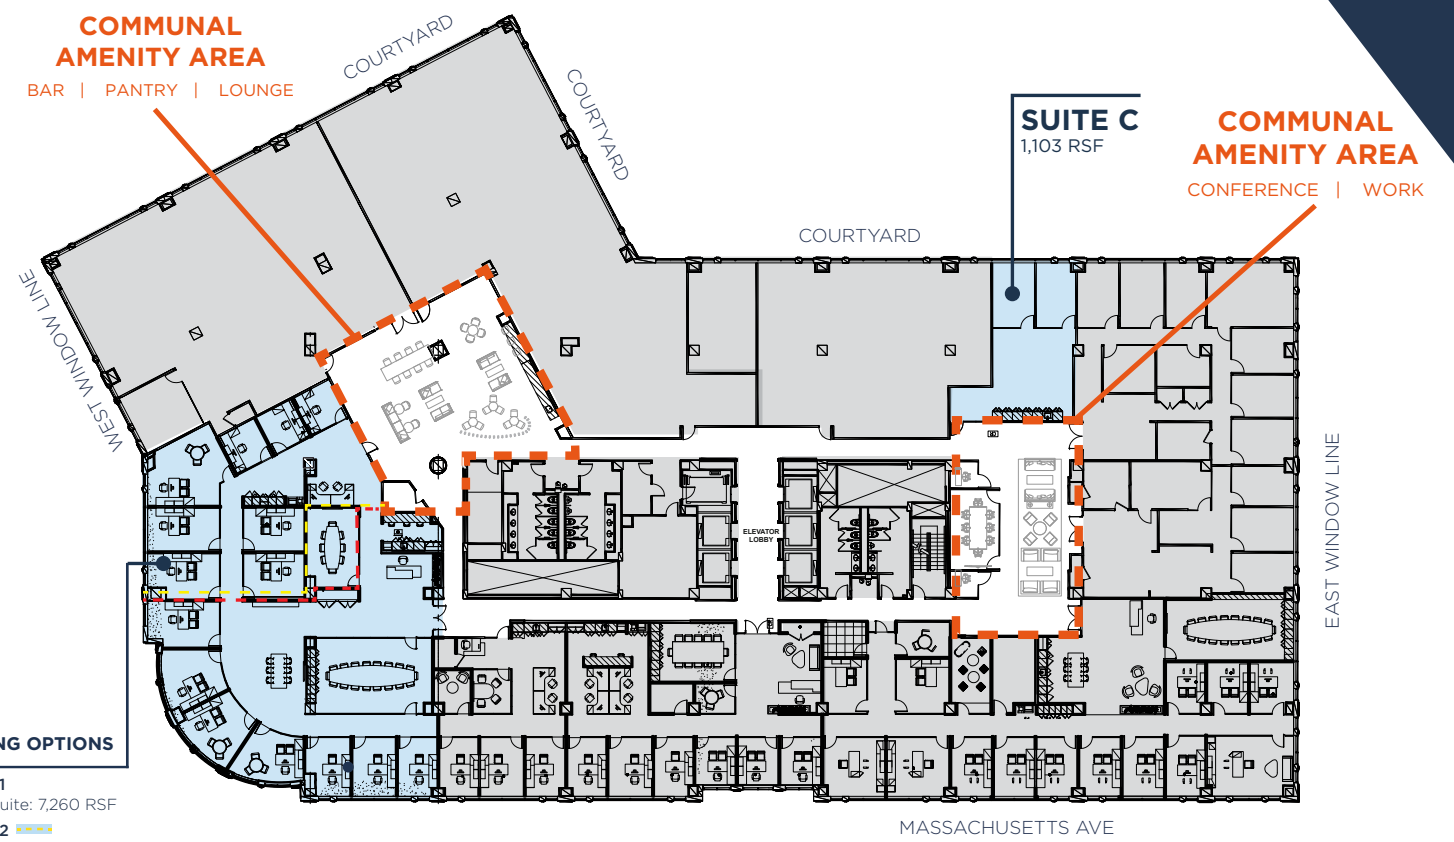 COMMUNAL
AMENITY AREA
BAR | PANTRY | LOUNGE
COURTYARD
COURTYARD
SUITE C
1,103 RSF
COMMUNAL
AMENITY AREA
CONFERENCE | WORK
COURTYARD
WEST WINDOW LINE
EAST WINDOW LINE
ELEVATOR
LOBBY
NG OPTIONS
1
uite: 7,260 RSF
2
MASSACHUSETTS AVE